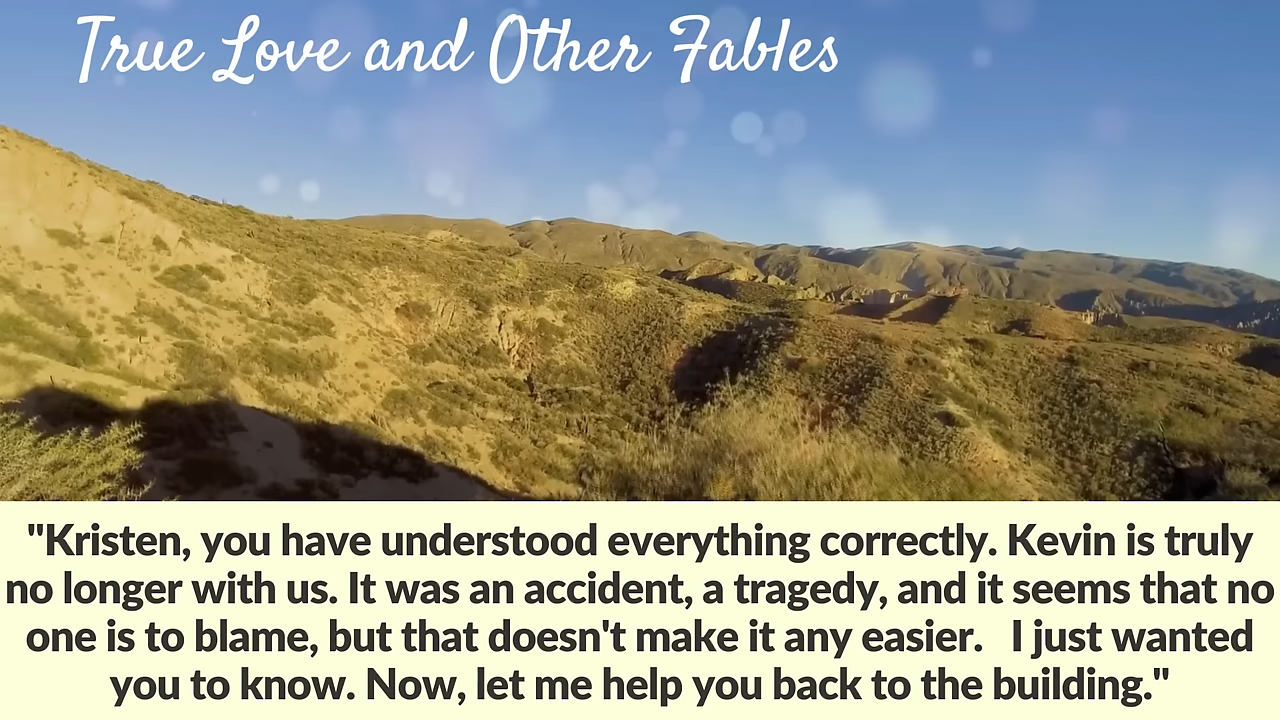 True Love and Other Fables
"Kristen, you have understood everything correctly. Kevin is truly
no longer with us. It was an accident, a tragedy, and it seems that no
one is to blame, but that doesn't make it any easier.   I just wanted
you to know. Now, let me help you back to the building."